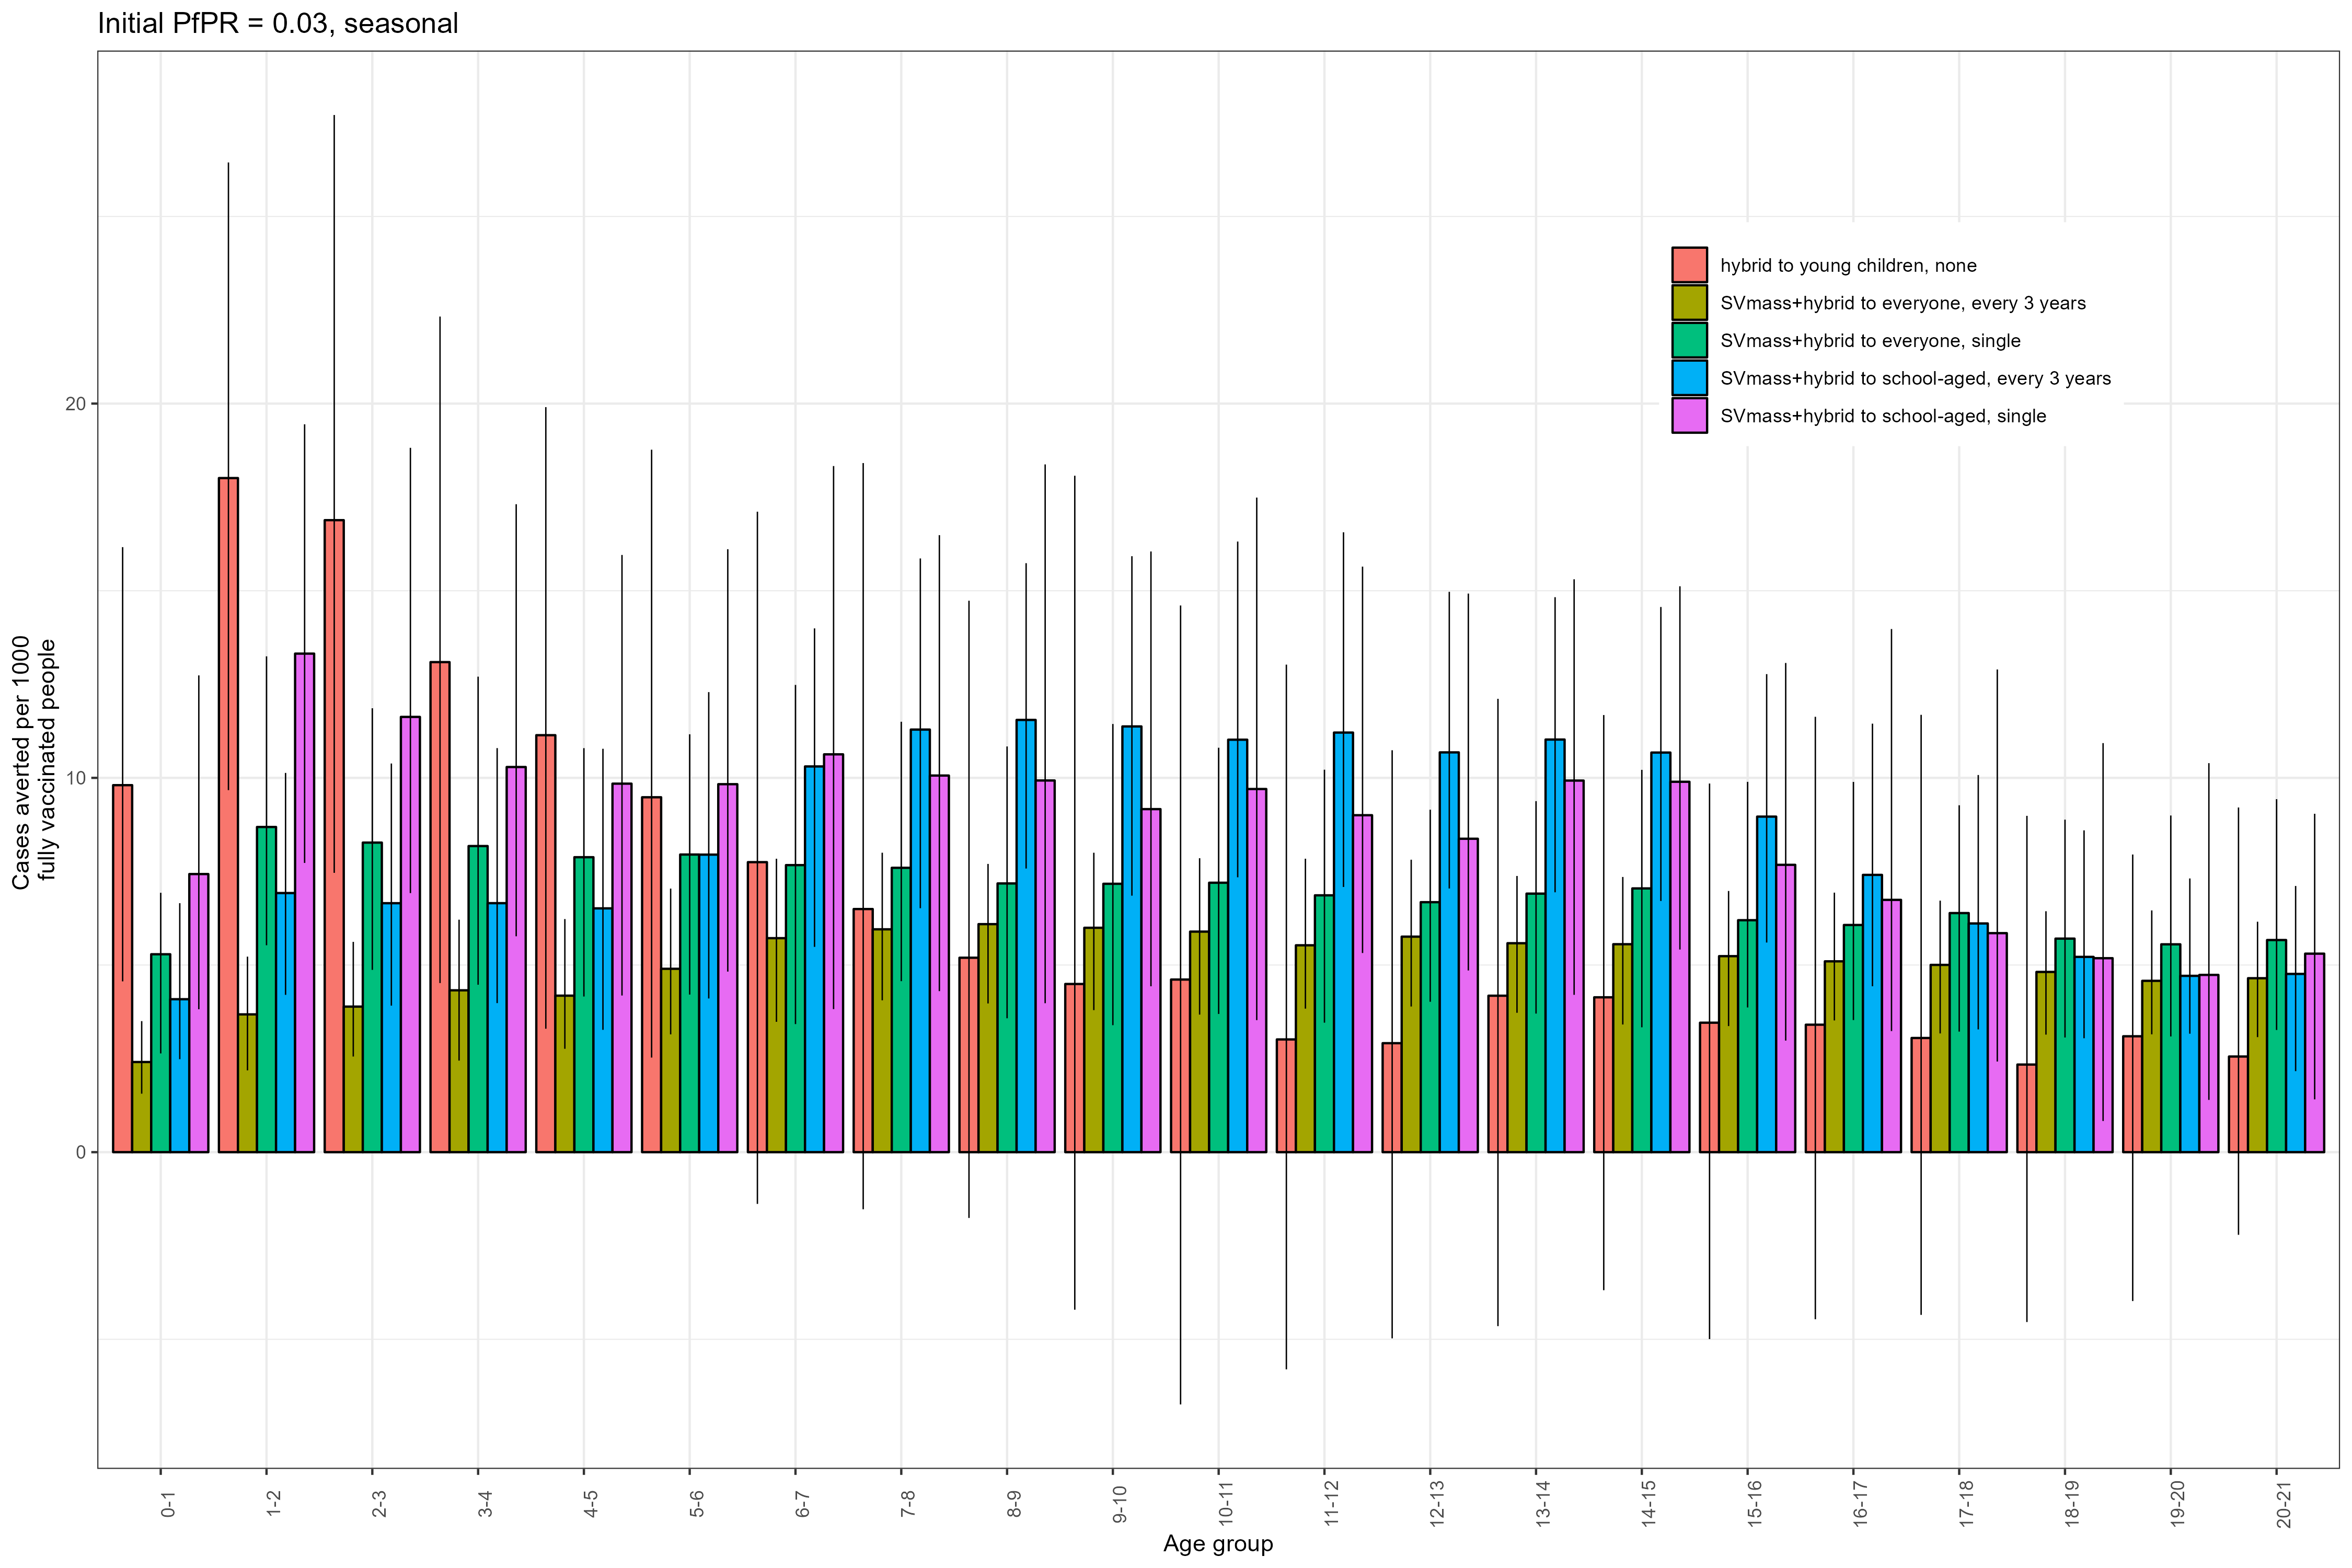 Initial PfPR = 0.03, seasonal
Cases averted per 1000
fully vaccinated people
20
10
0
hybrid to young children, none
SVmass+hybrid to everyone, every 3 years
SVmass+hybrid to everyone, single
SVmass+hybrid to school-aged, every 3 years
SVmass+hybrid to school-aged, single
0-1
1-2
2-3
3-4
4-5
5-6
6-7
7-8
8-9
9-10
10-11
11-12
12-13
13-14
14-15
15-16
16-17
17-18
18-19
19-20
20-21
Age group